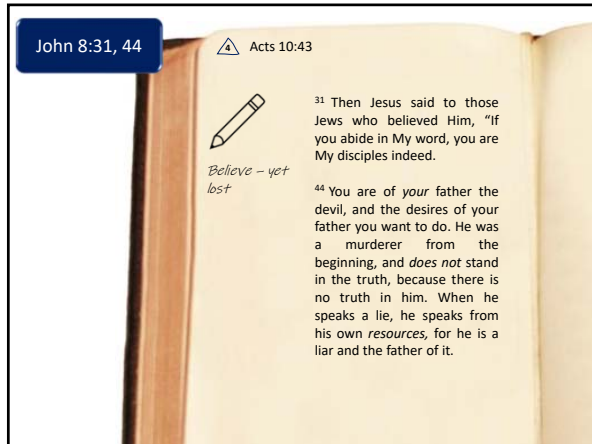 John 8:31, 44
4 Acts 10:43
Believe – yet
lost
31 Then Jesus said to those
Jews who believed Him, “If
you abide in My word, you are
My disciples indeed.
44 You are of your father the
devil, and the desires of your
father you want to do. He was
a murderer from the
beginning, and does not stand
in the truth, because there is
no truth in him. When he
speaks a lie, he speaks from
his own resources, for he is a
liar and the father of it.